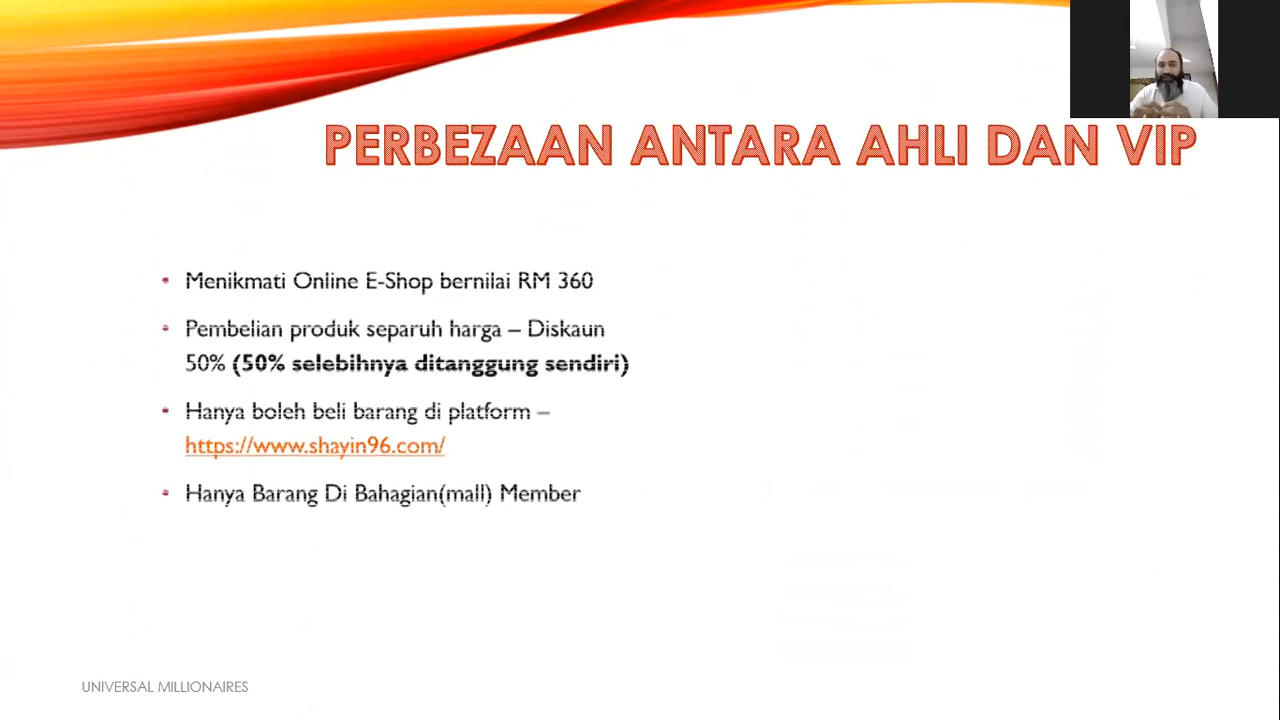 PERBEZAAN ANTARA AHLI DAN VIP
• Menikmati Online E-Shop bernilai RM 360
• Pembelian produk separuh harga – Diskaun
50% (50% selebihnya ditanggung sendiri)
• Hanya boleh beli barang di platform –
https://www.shayin96.com/
• Hanya Barang Di Bahagian(mall) Member
UNIVERSAL MILLIONAIRES